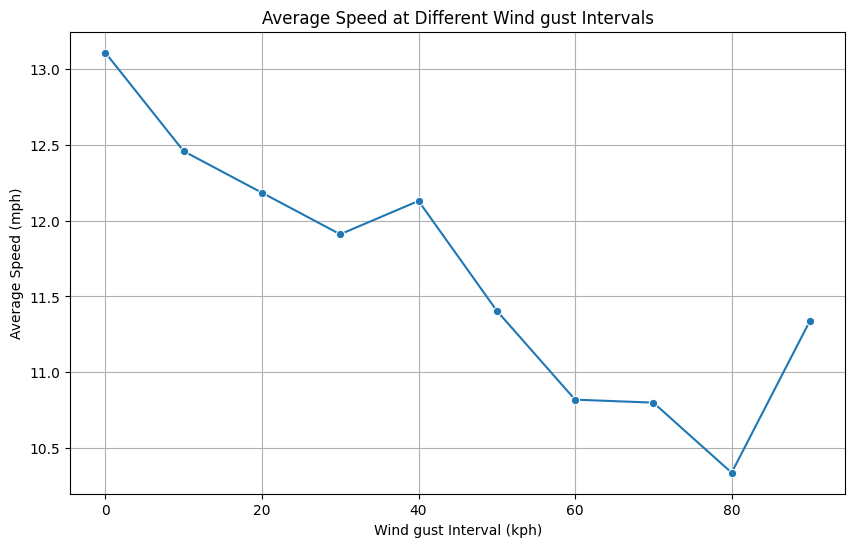 Average Speed at Different Wind gust Intervals
13.0
12.5
12.0
11.5
11.0
10.5
Average Speed (mph)
0 20 40 60 80
Wind gust Interval (kph)